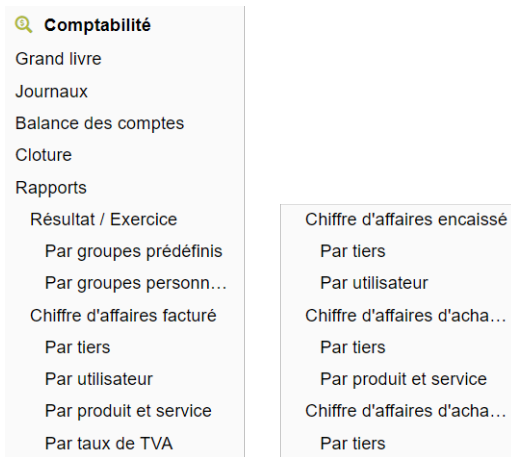 Comptabilité
Grand livre
Journaux
Balance des comptes
Cloture
Rapports
Résultat / Exercice
Par groupes prédéfinis
Par groupes personn…
Chiffre d'affaires facturé
Par tiers
Par utilisateur
Par produit et service
Par taux de TVA
Chiffre d'affaires encaissé
Par tiers
Par utilisateur
Chiffre d'affaires d'acha…
Par tiers
Par produit et service
Chiffre d'affaires d'acha…
Par tiers